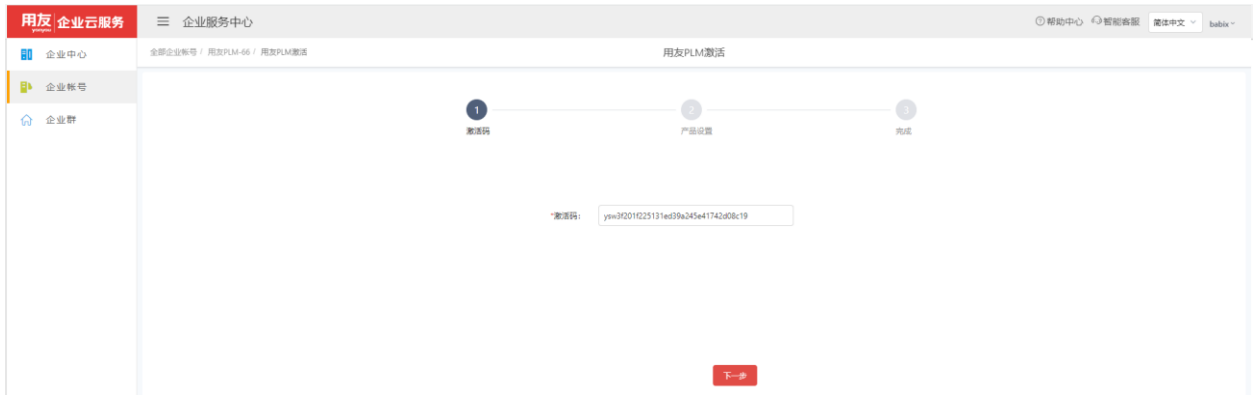 用友 企业云服务
yonyou
企业服务中心
帮助中心 智能客服 简体中文 babix
企业中心
企业帐号
企业群
全部企业帐号 / 用友PLM-66 / 用友PLM激活
用友PLM激活
1 2 3
激活码 产品设置 完成
*激活码: ysw3f201f225131ed39a245e41742d08c19
下一步